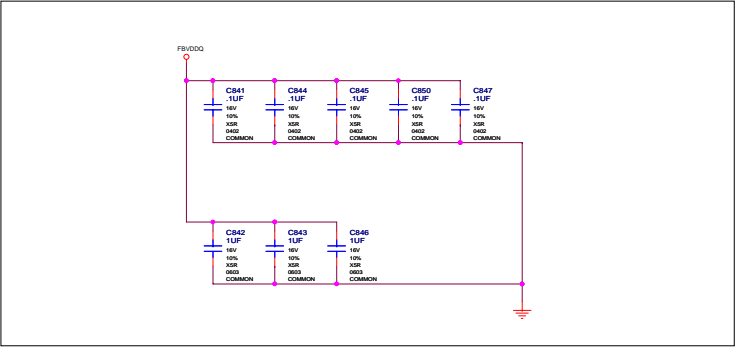 FBVDDQ
C841 C844 C845 C850 C847
.1UF .1UF .1UF .1UF .1UF
16V 16V 16V 16V 16V
10% 10% 10% 10% 10%
X5R X5R X5R X5R X5R
0402 0402 0402 0402 0402
COMMON COMMON COMMON COMMON COMMON
C842 C843 C846
1UF 1UF 1UF
16V 16V 16V
10% 10% 10%
X5R X5R X5R
0603 0603 0603
COMMON COMMON COMMON